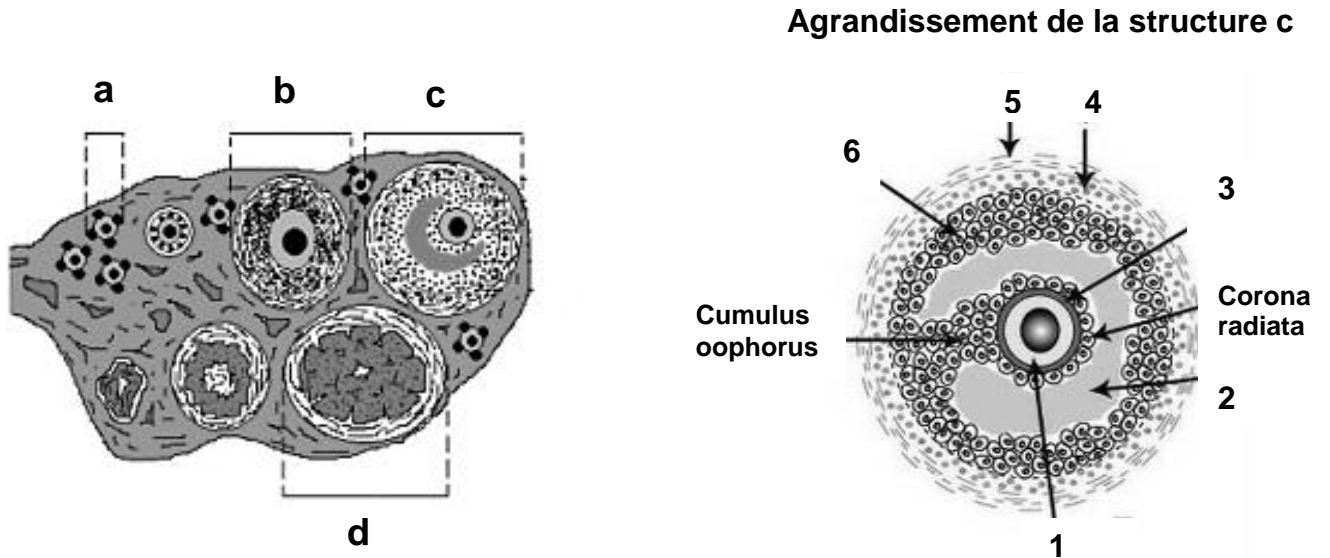 Agrandissement de la structure c
a
b
c
d
5
4
6
3
Corona
radiata
Cumulus
oophorus
2
1